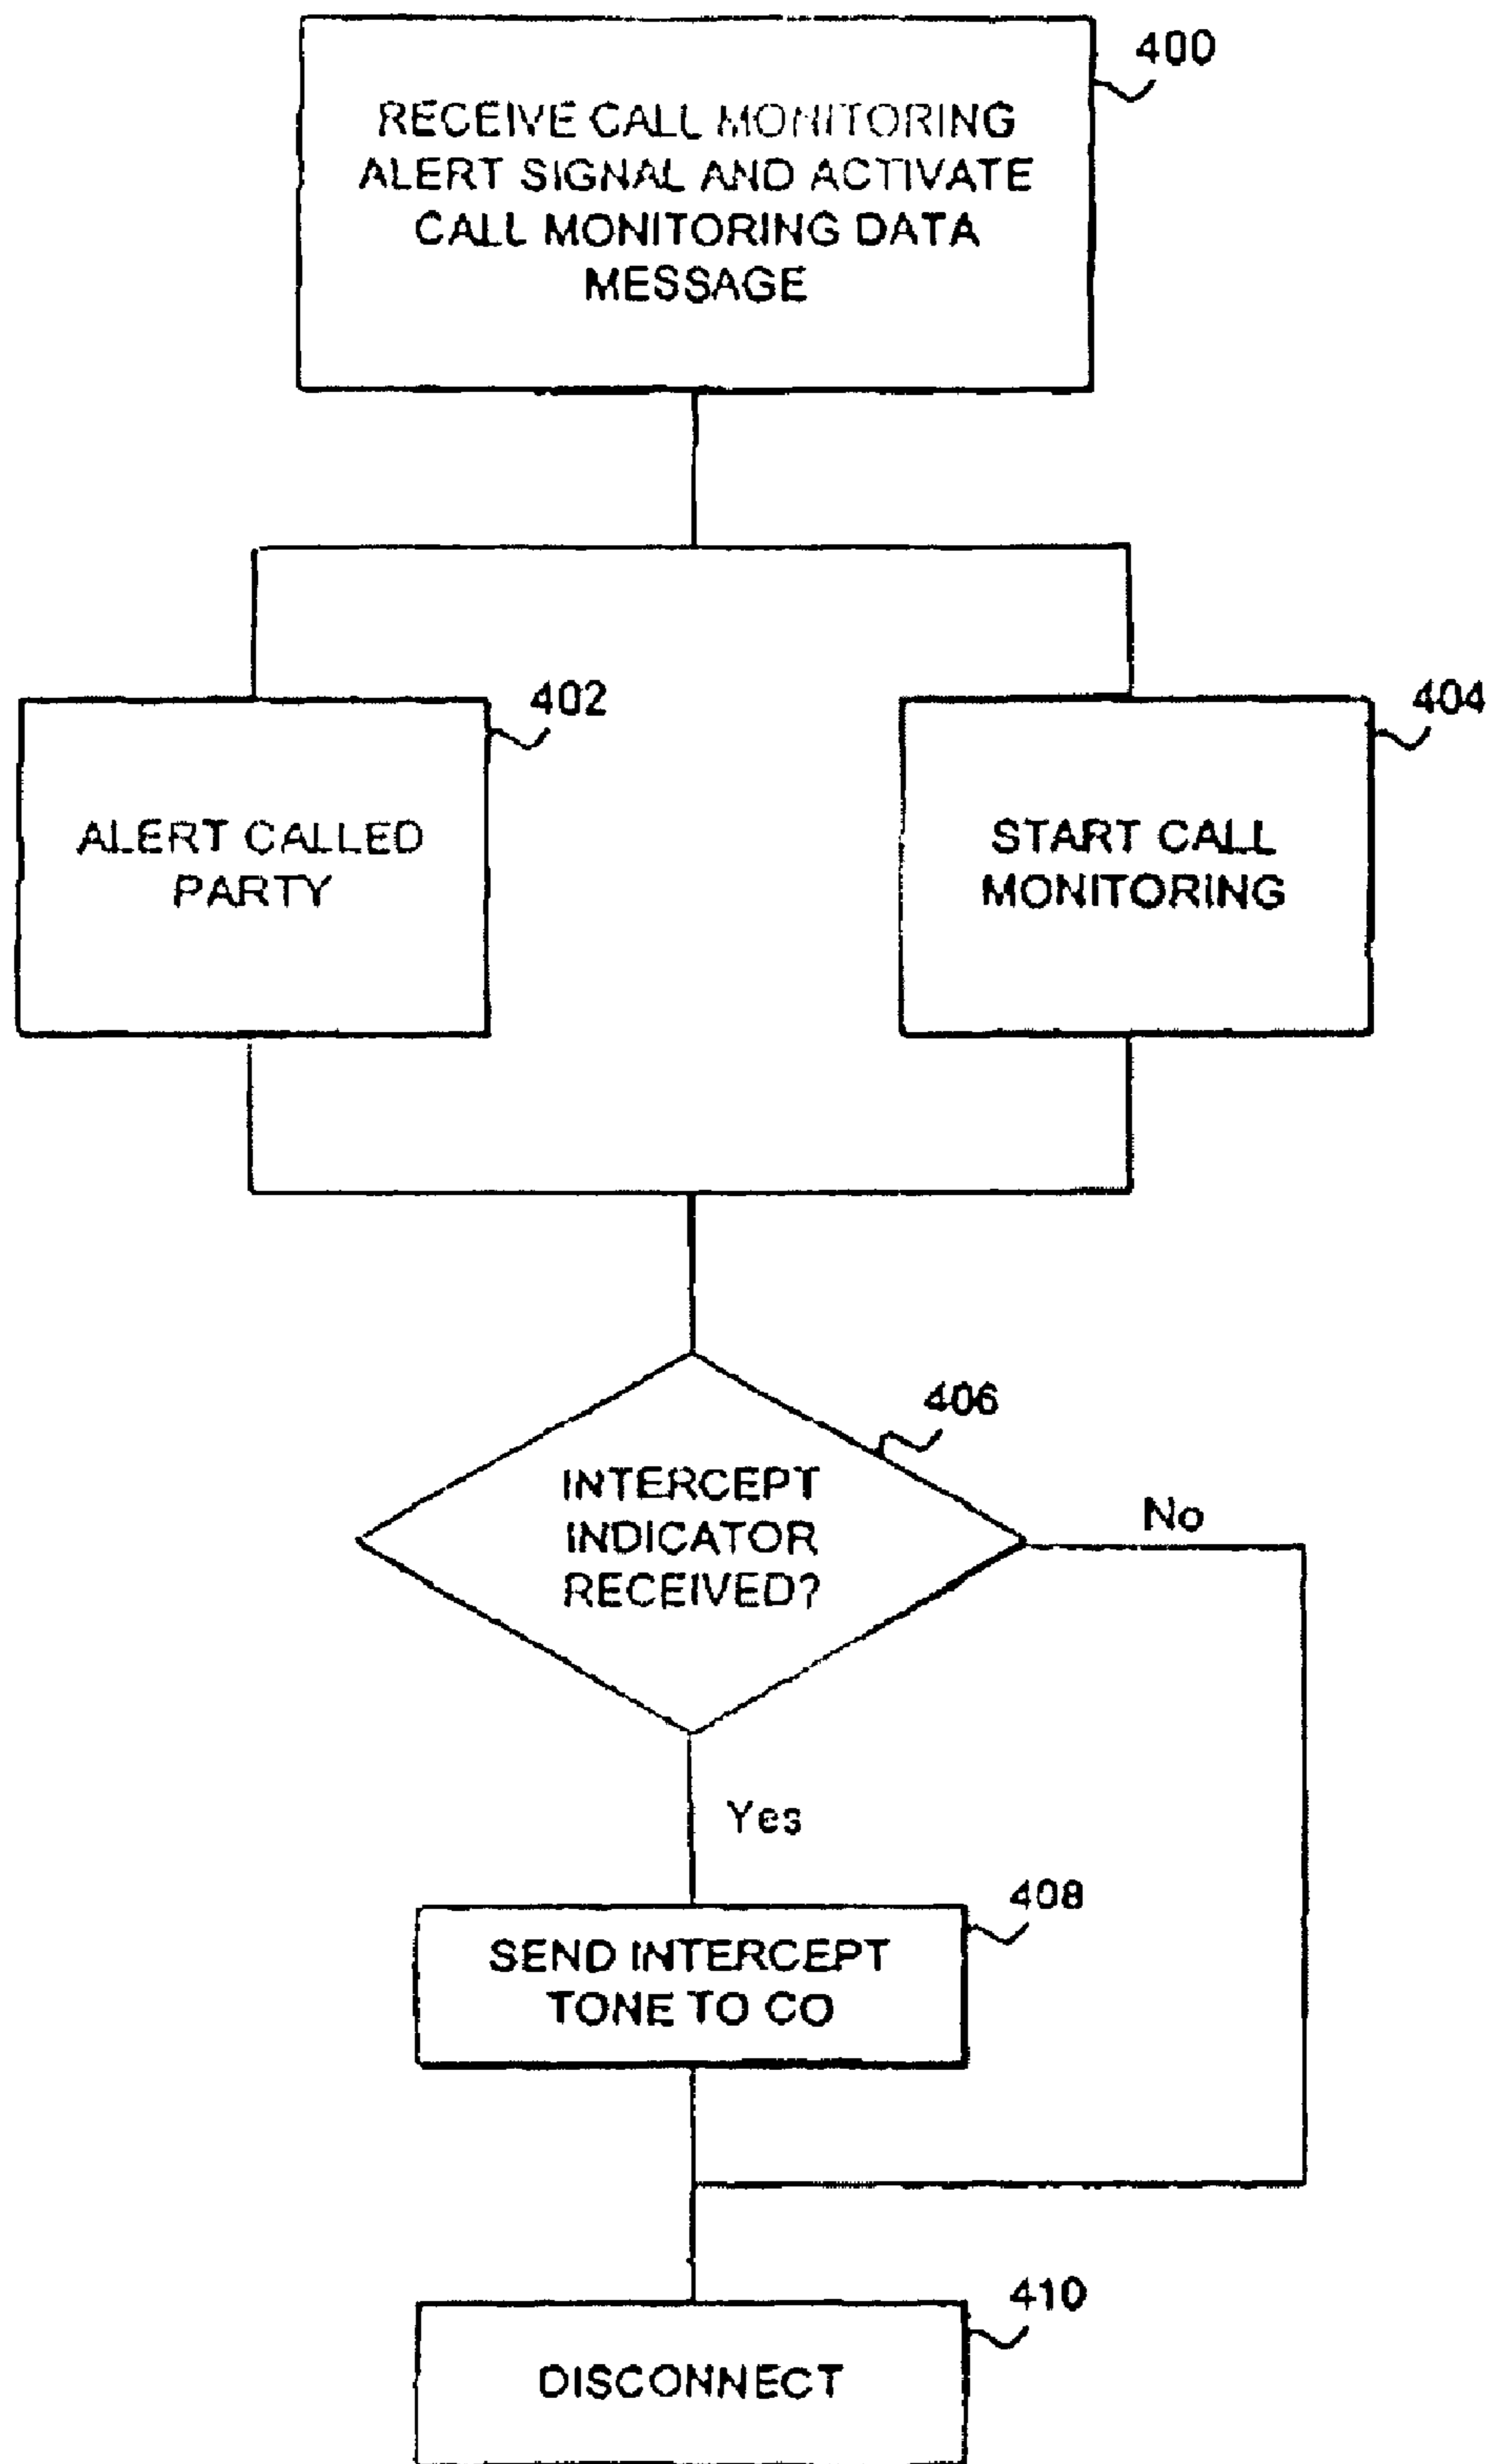 400
RECEIVE CALL MONITORING
ALERT SIGNAL AND ACTIVATE
CALL MONITORING DATA
MESSAGE
402
404
ALERT CALLED
PARTY
START CALL
MONITORING
406
INTERCEPT
INDICATOR
RECEIVED?
No
Yes
408
SEND INTERCEPT
TONE TO CO
410
DISCONNECT